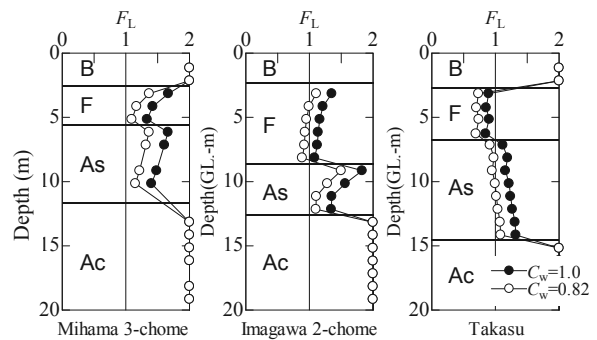 F_L F_L F_L
0 1 2 0 1 2 0 1 2
0 0 0
B B B
F F F
5 5 5
As As As
10 10 10
15 15 15
Ac Ac Ac
C_w=1.0
C_w=0.82
20 20 20
Depth (m) Depth(GL.-m) Depth(GL.-m)
Mihama 3-chome Imagawa 2-chome Takasu